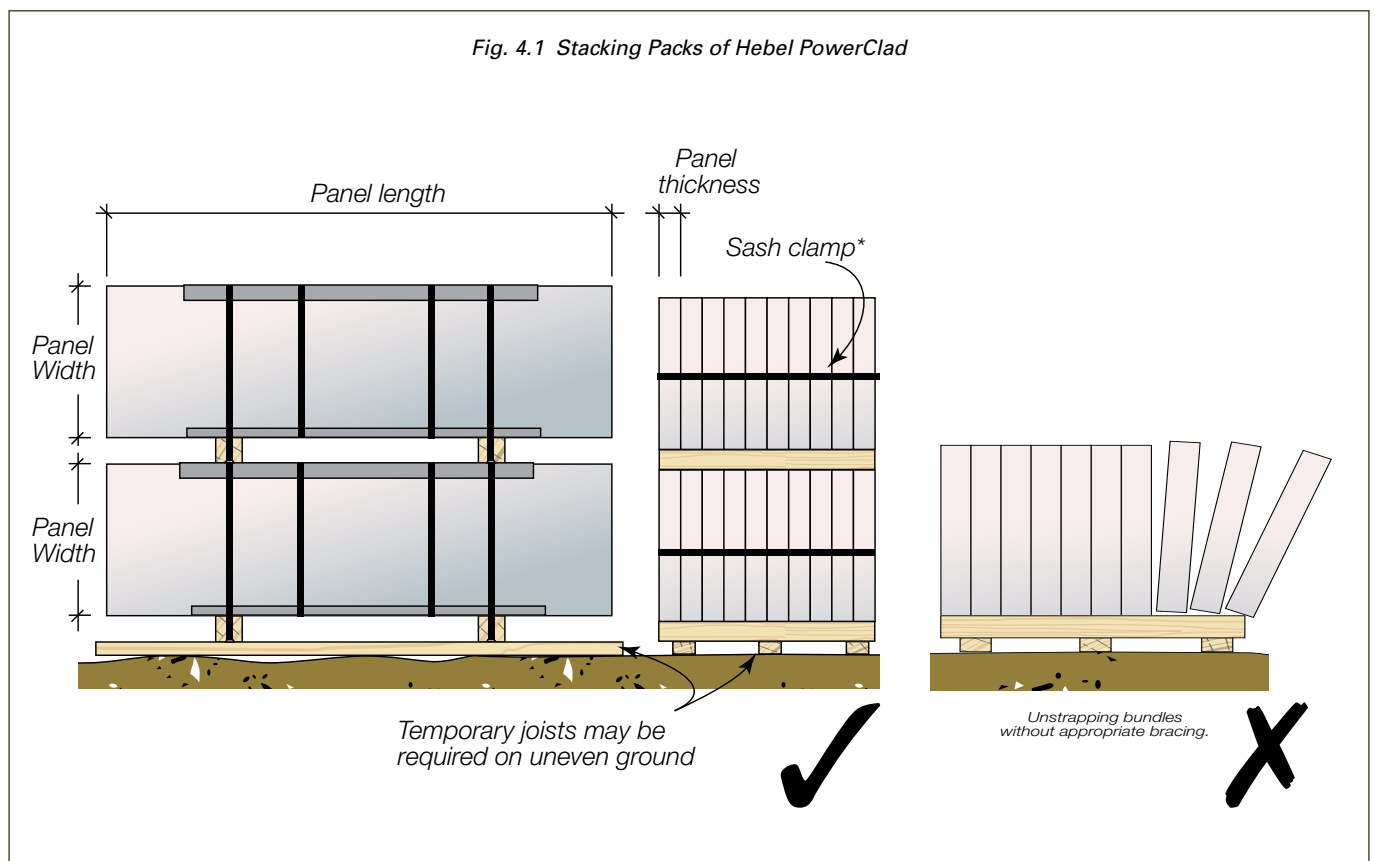 Fig. 4.1 Stacking Packs of Hebel PowerClad
Panel length
Panel
thickness
Sash clamp*
Panel
Width
Panel
Width
Temporary joists may be
required on uneven ground
Unstrapping bundles
without appropriate bracing.